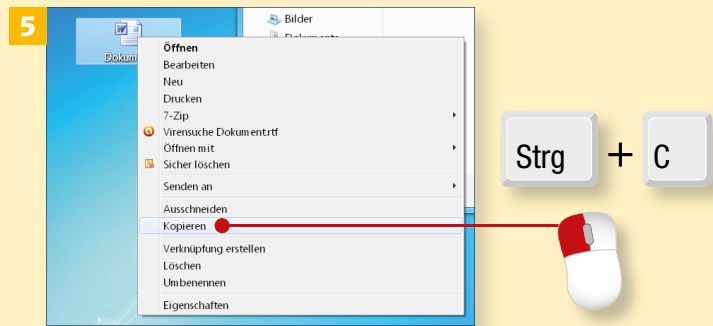 5
Bilder
Dokumente
Dokum
Öffnen
Bearbeiten
Neu
Drucken
7-Zip
Virensuche Dokument.rtf
Öffnen mit
Sicher löschen
Senden an
Ausschneiden
Kopieren
Verknüpfung erstellen
Löschen
Umbenennen
Eigenschaften
Strg + C